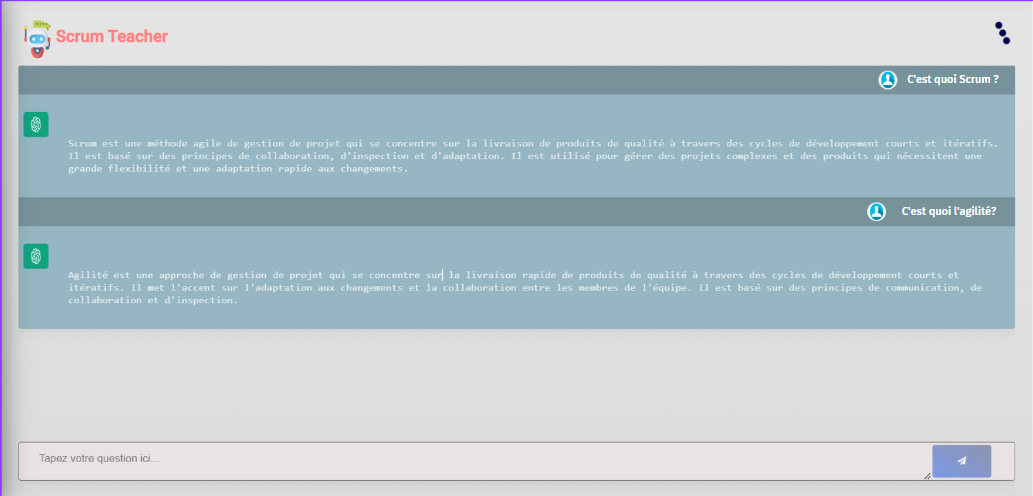 Scrum Teacher
C'est quoi Scrum ?
Scrum est une méthode agile de gestion de projet qui se concentre sur la livraison de produits de qualité à travers des cycles de développement courts et itératifs.
Il est basé sur des principes de collaboration, d'inspection et d'adaptation. Il est utilisé pour gérer des projets complexes et des produits qui nécessitent une
grande flexibilité et une adaptation rapide aux changements.
C'est quoi l'agilité?
Agilité est une approche de gestion de projet qui se concentre sur la livraison rapide de produits de qualité à travers des cycles de développement courts et
itératifs. Il met l'accent sur l'adaptation aux changements et la collaboration entre les membres de l'équipe. Il est basé sur des principes de communication, de
collaboration et d'inspection.
Tapez votre question ici...